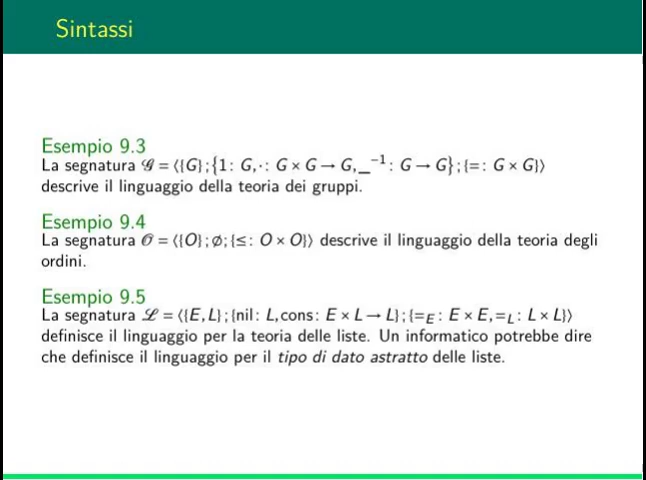 Sintassi
Esempio 9.3
La segnatura 𝒢 = ⟨{G};{1: G,·: G × G → G,_⁻¹: G → G};{=: G × G}⟩
descrive il linguaggio della teoria dei gruppi.
Esempio 9.4
La segnatura 𝒪 = ⟨{O};∅;{≤: O × O}⟩ descrive il linguaggio della teoria degli
ordini.
Esempio 9.5
La segnatura ℒ = ⟨{E,L};{nil: L,cons: E × L → L};{=_E: E × E,=_L: L × L}⟩
definisce il linguaggio per la teoria delle liste. Un informatico potrebbe dire
che definisce il linguaggio per il tipo di dato astratto delle liste.